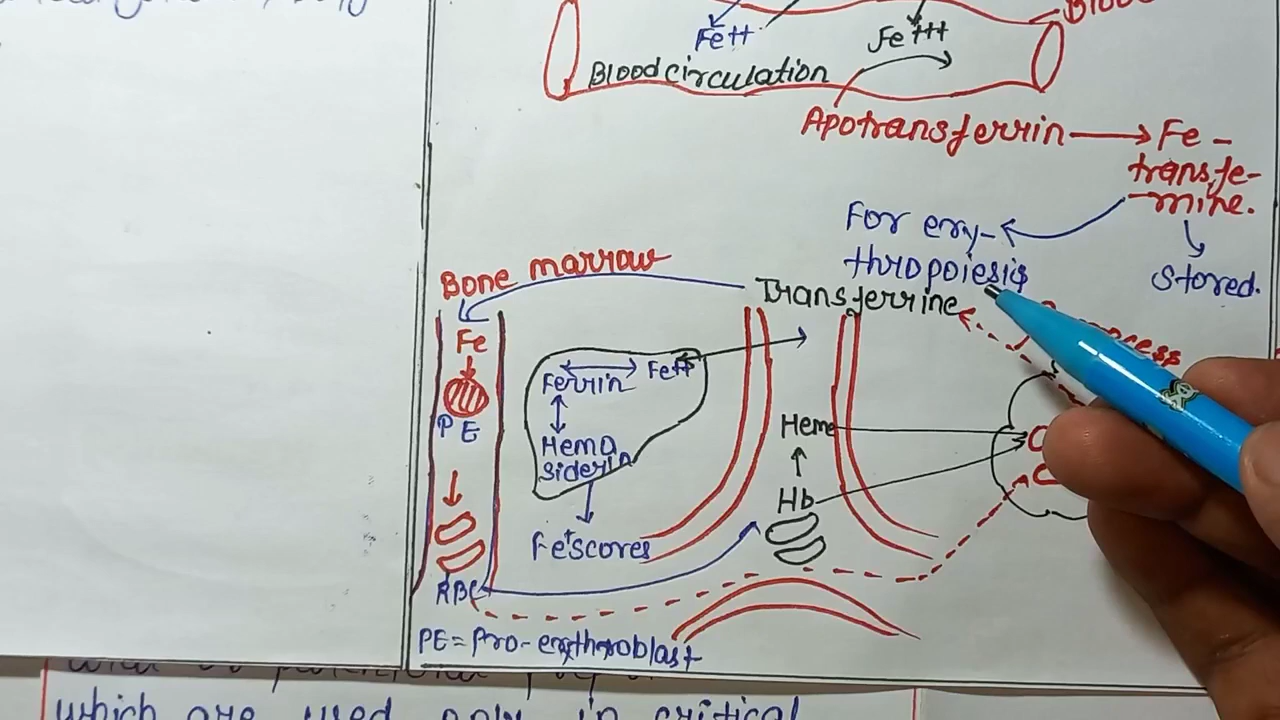 Fe++
Fe+++
Blood circulation
Apotransferrin → Fe-
transfe-
-mine.
For ery-
thropoiesis
Stored.
Bone marrow
Transferrine
Fe
Ferrin
Fe++
PE
Hemo
siderin
Heme
Hb
Fe+scores
RBC
PE = Pro-erythroblast
which are used only in critical